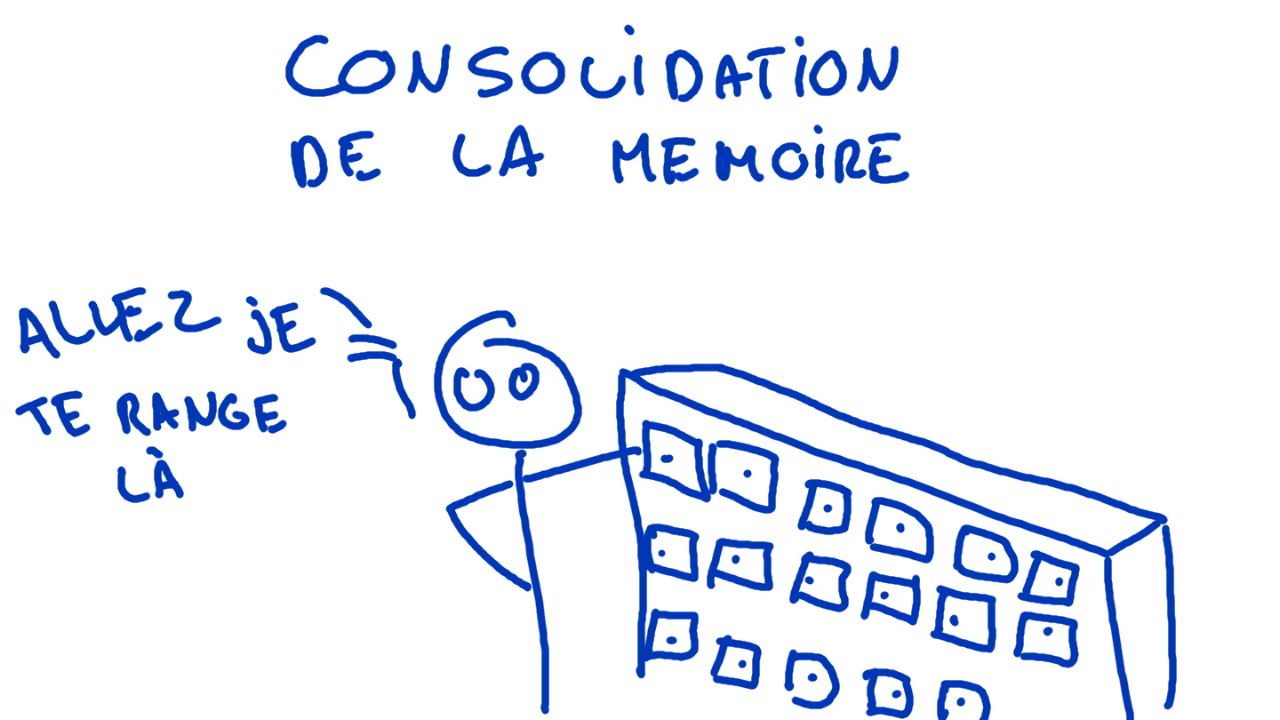 CONSOLIDATION
DE LA MEMOIRE
ALLEZ JE
TE RANGE
LÀ